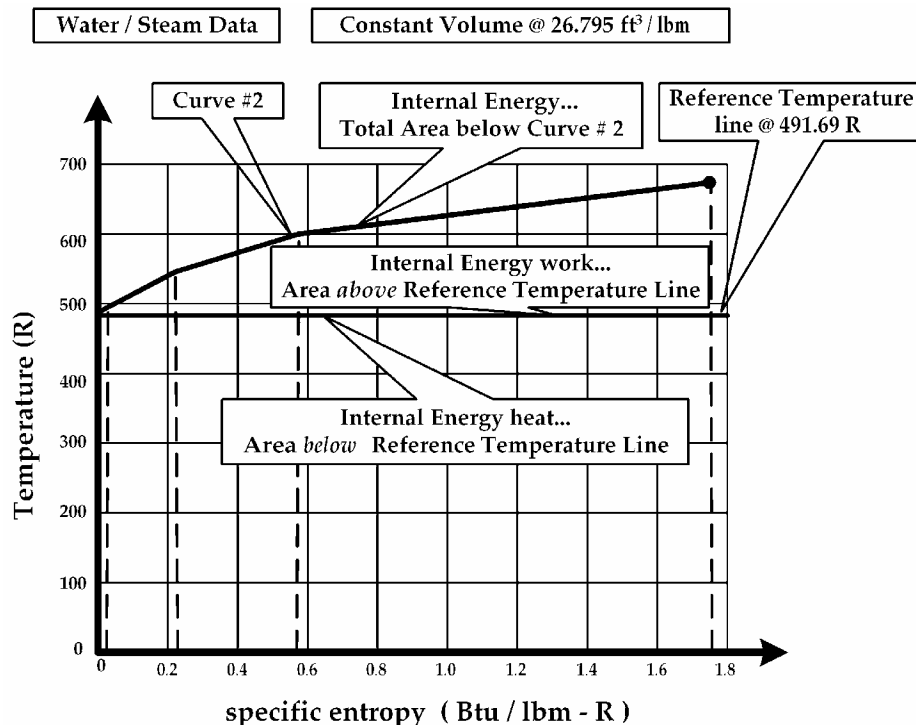 Water / Steam Data
Constant Volume @ 26.795 ft³ / lbm
Curve #2
Internal Energy...
Total Area below Curve # 2
Reference Temperature
line @ 491.69 R
700
600
500
400
300
200
100
0
Temperature (R)
Internal Energy work...
Area above Reference Temperature Line
Internal Energy heat...
Area below Reference Temperature Line
0 0.2 0.4 0.6 0.8 1.0 1.2 1.4 1.6 1.8
specific entropy ( Btu / lbm - R )